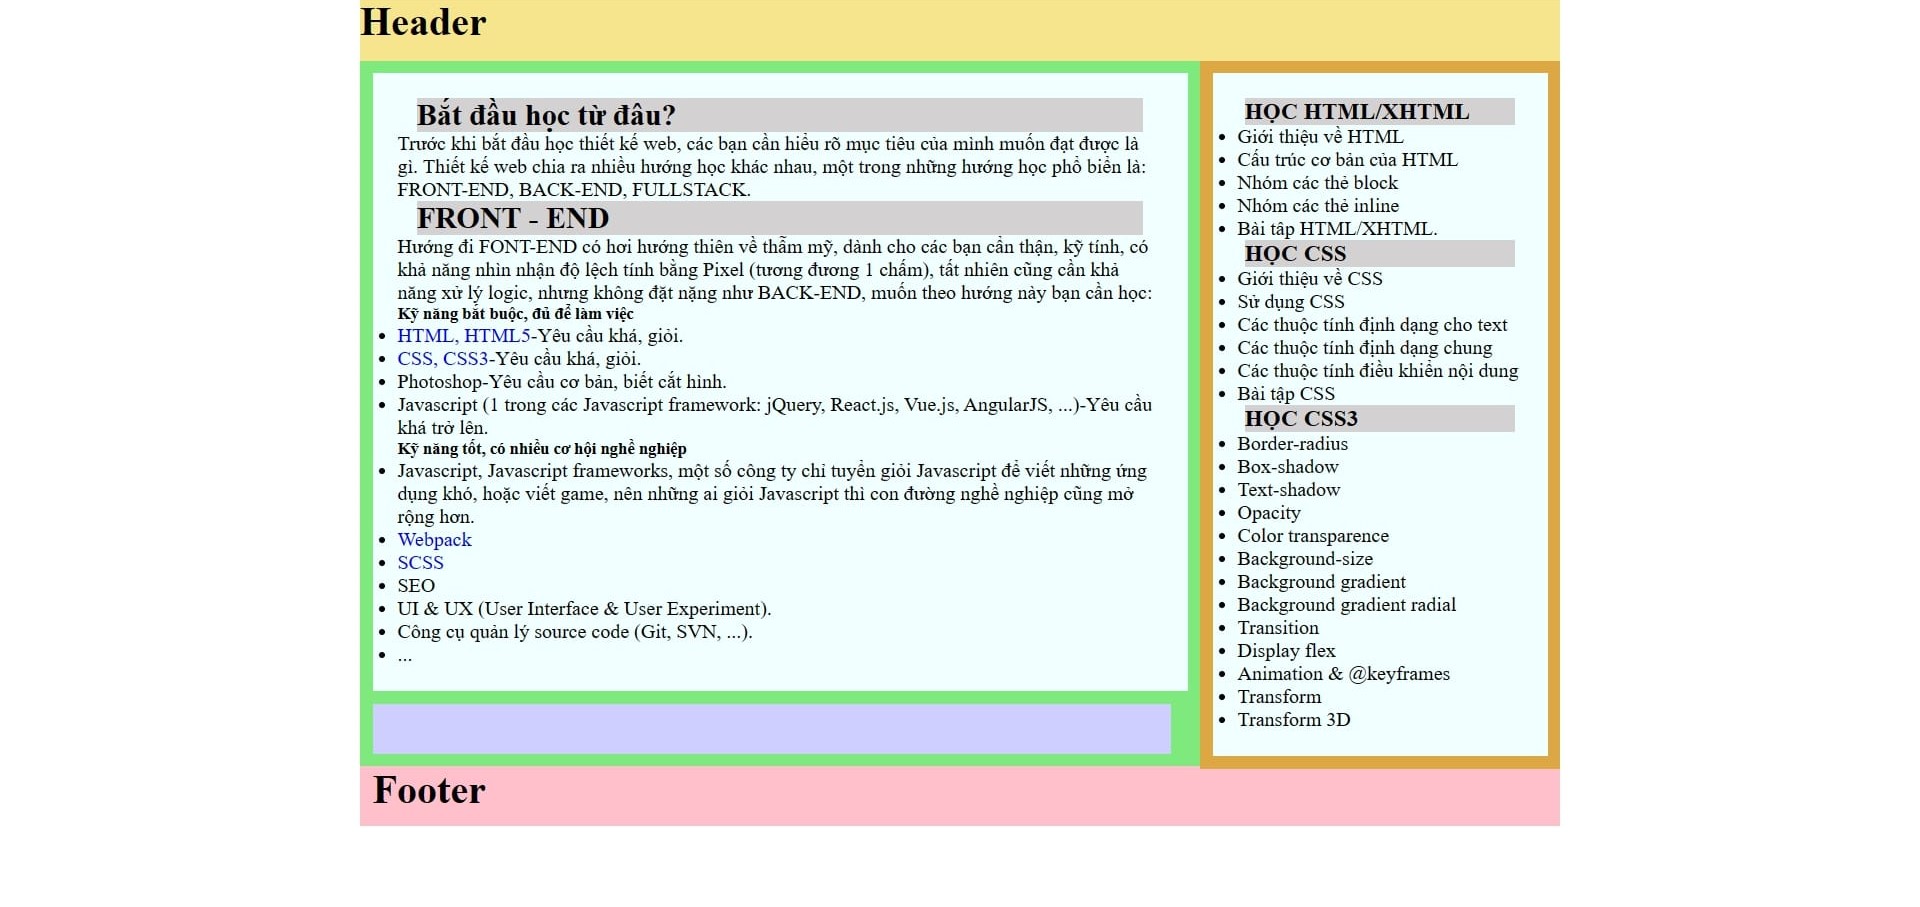 Header
Bắt đầu học từ đâu?
Trước khi bắt đầu học thiết kế web, các bạn cần hiểu rõ mục tiêu của mình muốn đạt được là
gì. Thiết kế web chia ra nhiều hướng học khác nhau, một trong những hướng học phổ biến là:
FRONT-END, BACK-END, FULLSTACK.
FRONT - END
Hướng đi FONT-END có hơi hướng thiên về thẫm mỹ, dành cho các bạn cẩn thận, kỹ tính, có
khả năng nhìn nhận độ lệch tính bằng Pixel (tương đương 1 chấm), tất nhiên cũng cần khả
năng xử lý logic, nhưng không đặt nặng như BACK-END, muốn theo hướng này bạn cần học:
Kỹ năng bắt buộc, đủ để làm việc
• HTML, HTML5-Yêu cầu khá, giỏi.
• CSS, CSS3-Yêu cầu khá, giỏi.
• Photoshop-Yêu cầu cơ bản, biết cắt hình.
• Javascript (1 trong các Javascript framework: jQuery, React.js, Vue.js, AngularJS, ...)-Yêu cầu
khá trở lên.
Kỹ năng tốt, có nhiều cơ hội nghề nghiệp
• Javascript, Javascript frameworks, một số công ty chỉ tuyển giỏi Javascript để viết những ứng
dụng khó, hoặc viết game, nên những ai giỏi Javascript thì con đường nghề nghiệp cũng mở
rộng hơn.
• Webpack
• SCSS
• SEO
• UI & UX (User Interface & User Experiment).
• Công cụ quản lý source code (Git, SVN, ...).
• ...
HỌC HTML/XHTML
• Giới thiệu về HTML
• Cấu trúc cơ bản của HTML
• Nhóm các thẻ block
• Nhóm các thẻ inline
• Bài tâp HTML/XHTML.
HỌC CSS
• Giới thiệu về CSS
• Sử dụng CSS
• Các thuộc tính định dạng cho text
• Các thuộc tính định dạng chung
• Các thuộc tính điều khiển nội dung
• Bài tập CSS
HỌC CSS3
• Border-radius
• Box-shadow
• Text-shadow
• Opacity
• Color transparence
• Background-size
• Background gradient
• Background gradient radial
• Transition
• Display flex
• Animation & @keyframes
• Transform
• Transform 3D
Footer